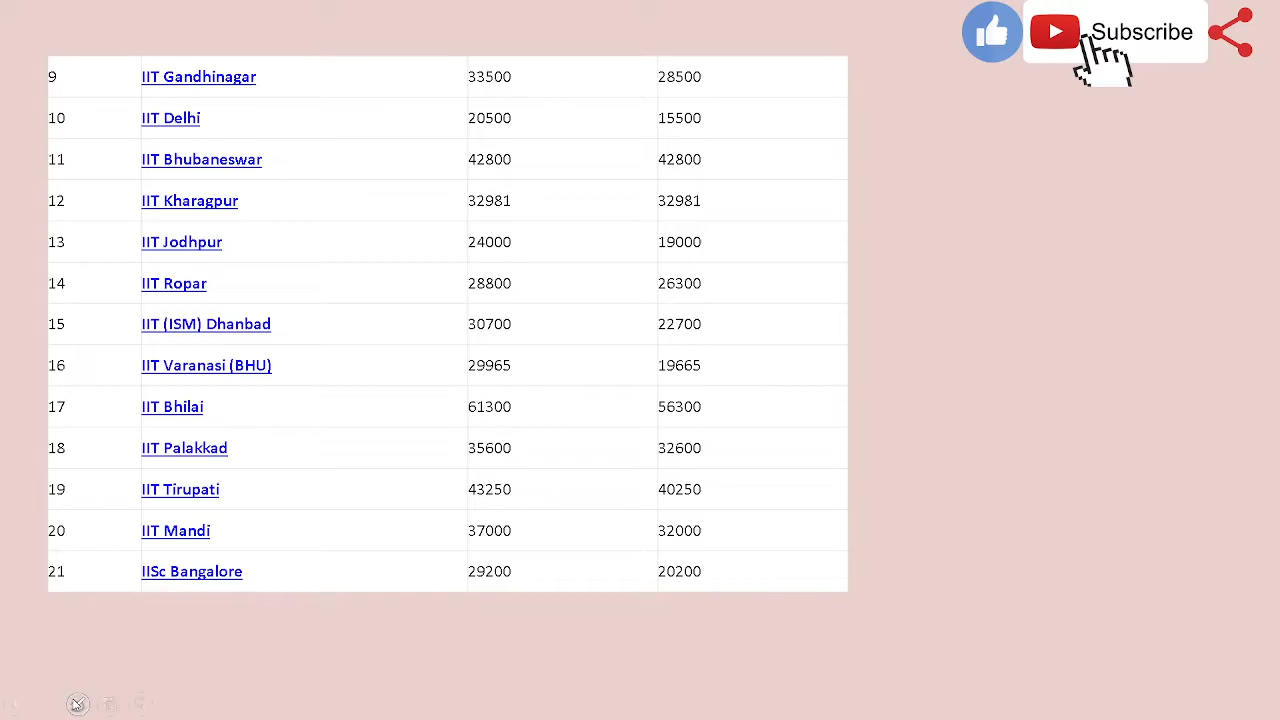 Subscribe
9 IIT Gandhinagar 33500 28500
10 IIT Delhi 20500 15500
11 IIT Bhubaneswar 42800 42800
12 IIT Kharagpur 32981 32981
13 IIT Jodhpur 24000 19000
14 IIT Ropar 28800 26300
15 IIT (ISM) Dhanbad 30700 22700
16 IIT Varanasi (BHU) 29965 19665
17 IIT Bhilai 61300 56300
18 IIT Palakkad 35600 32600
19 IIT Tirupati 43250 40250
20 IIT Mandi 37000 32000
21 IISc Bangalore 29200 20200